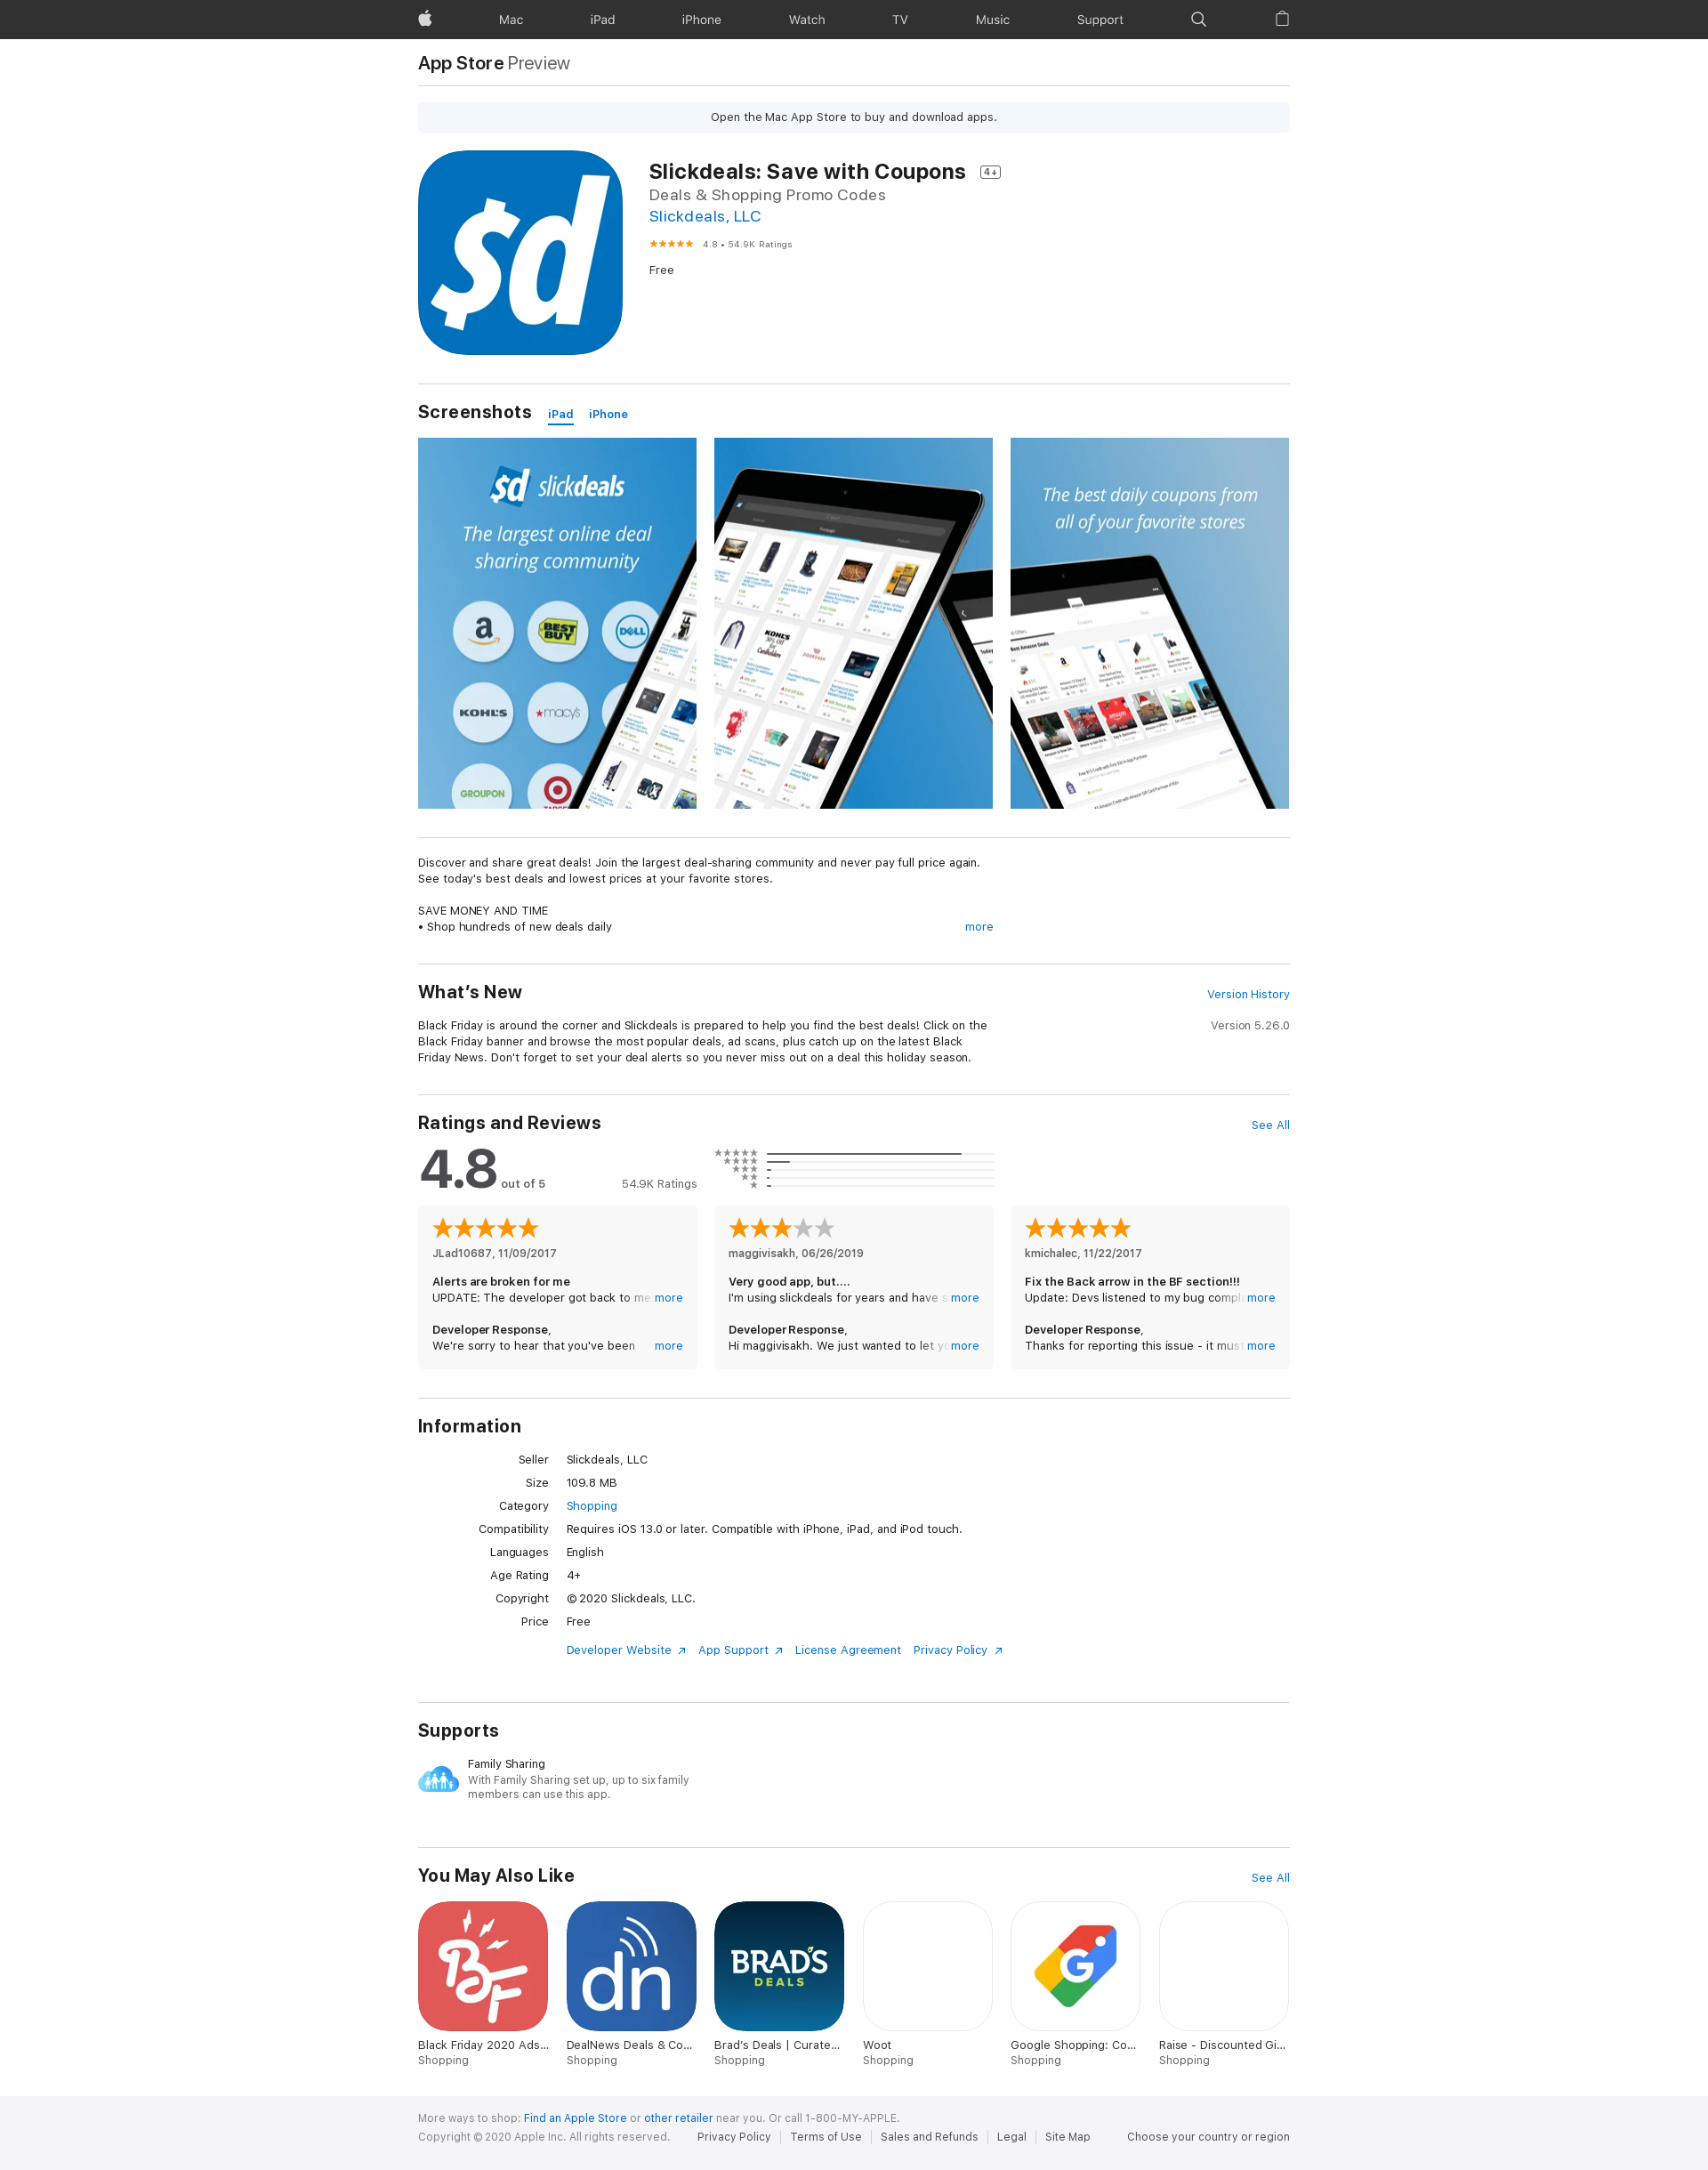 Mac iPad iPhone Watch TV Music Support
App Store Preview
Open the Mac App Store to buy and download apps.
$d
Slickdeals: Save with Coupons 4+
Deals & Shopping Promo Codes
Slickdeals, LLC
4.8 • 54.9K Ratings
Free
Screenshots iPad iPhone
$d slickdeals
The largest online deal
sharing community
a
BEST BUY
DELL
KOHL'S
macy's
GROUPON
The best daily coupons from
all of your favorite stores
Discover and share great deals! Join the largest deal-sharing community and never pay full price again.
See today's best deals and lowest prices at your favorite stores.
SAVE MONEY AND TIME
• Shop hundreds of new deals daily more
What's New Version History
Black Friday is around the corner and Slickdeals is prepared to help you find the best deals! Click on the
Black Friday banner and browse the most popular deals, ad scans, plus catch up on the latest Black
Friday News. Don't forget to set your deal alerts so you never miss out on a deal this holiday season.
Version 5.26.0
Ratings and Reviews See All
4.8 out of 5 54.9K Ratings
JLad10687, 11/09/2017
Alerts are broken for me
UPDATE: The developer got back to me more
Developer Response,
We're sorry to hear that you've been more
maggivisakh, 06/26/2019
Very good app, but....
I'm using slickdeals for years and have more
Developer Response,
Hi maggivisakh. We just wanted to let more
kmichalec, 11/22/2017
Fix the Back arrow in the BF section!!!
Update: Devs listened to my bug more
Developer Response,
Thanks for reporting this issue - it must more
Information
Seller Slickdeals, LLC
Size 109.8 MB
Category Shopping
Compatibility Requires iOS 13.0 or later. Compatible with iPhone, iPad, and iPod touch.
Languages English
Age Rating 4+
Copyright © 2020 Slickdeals, LLC.
Price Free
Developer Website App Support License Agreement Privacy Policy
Supports
Family Sharing
With Family Sharing set up, up to six family
members can use this app.
You May Also Like See All
BF
dn
BRAD'S
DEALS
G
Black Friday 2020 Ads...
Shopping
DealNews Deals & Co...
Shopping
Brad's Deals | Curate...
Shopping
Woot
Shopping
Google Shopping: Co...
Shopping
Raise - Discounted Gi...
Shopping
More ways to shop: Find an Apple Store or other retailer near you. Or call 1-800-MY-APPLE.
Copyright © 2020 Apple Inc. All rights reserved. Privacy Policy Terms of Use Sales and Refunds Legal Site Map Choose your country or region